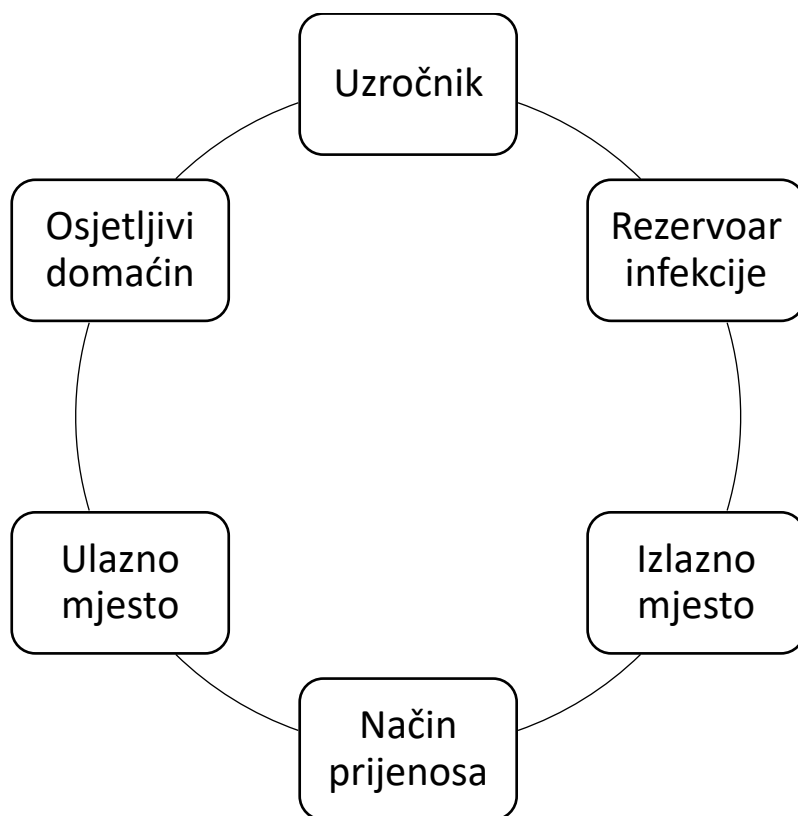 Uzročnik
Rezervoar
infekcije
Izlazno
mjesto
Način
prijenosa
Ulazno
mjesto
Osjetljivi
domaćin